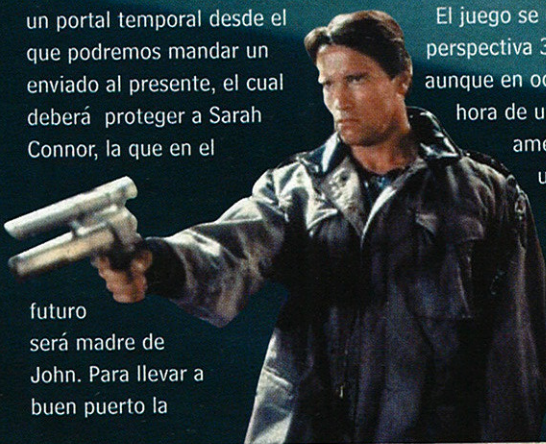 un portal temporal desde el
que podremos mandar un
enviado al presente, el cual
deberá proteger a Sarah
Connor, la que en el
futuro
será madre de
John. Para llevar a
buen puerto la
El juego se
perspectiva 3
aunque en
hora de